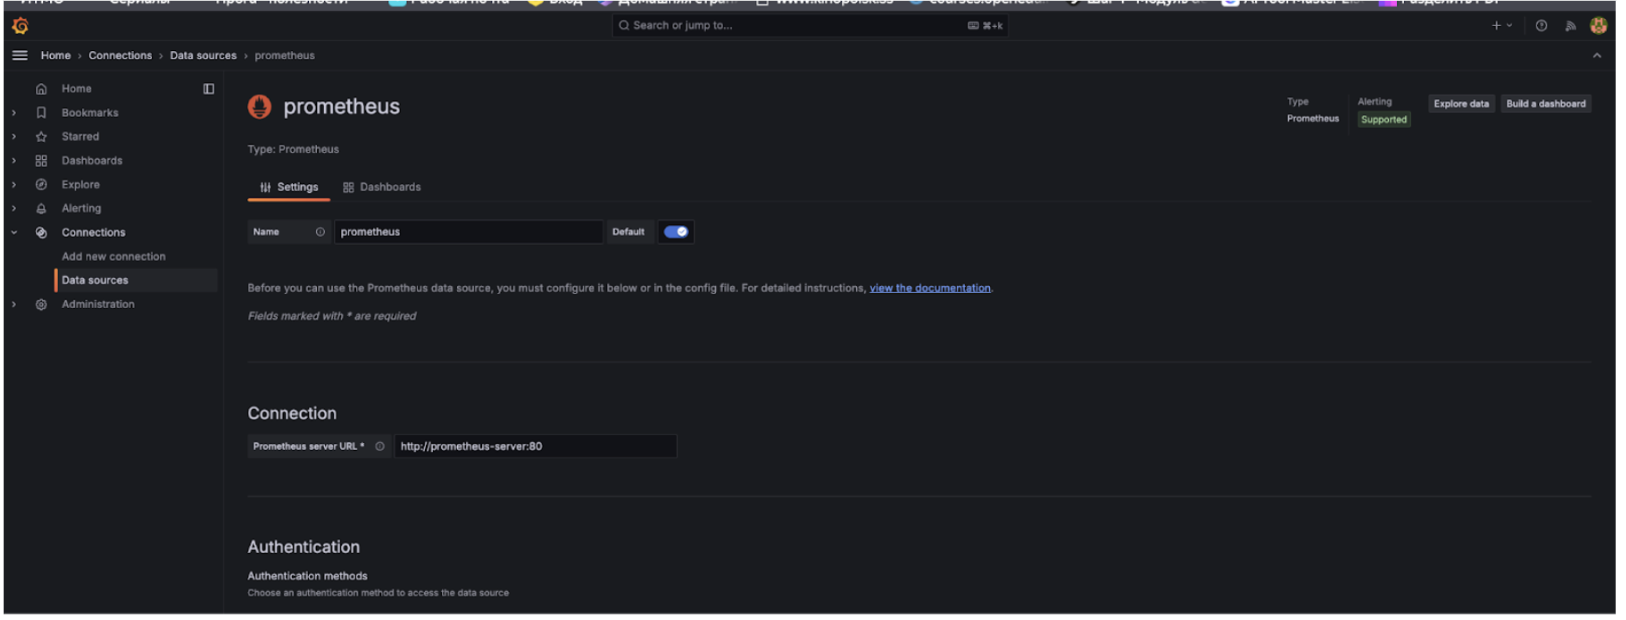 Search or jump to...
⌘+k
Home › Connections › Data sources › prometheus
Home
Bookmarks
Starred
Dashboards
Explore
Alerting
Connections
Add new connection
Data sources
Administration
prometheus
Type
Prometheus
Alerting
Supported
Explore data
Build a dashboard
Type: Prometheus
Settings
Dashboards
Name
prometheus
Default
Before you can use the Prometheus data source, you must configure it below or in the config file. For detailed instructions, view the documentation.
Fields marked with * are required
Connection
Prometheus server URL *
http://prometheus-server:80
Authentication
Authentication methods
Choose an authentication method to access the data source